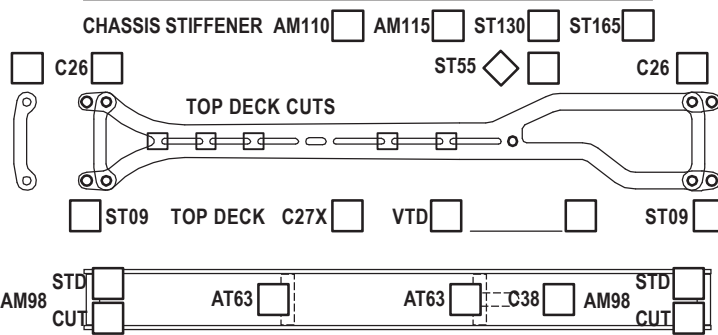 CHASSIS STIFFENER AM110 AM115 ST130 ST165
C26 ST55 C26
TOP DECK CUTS
ST09 TOP DECK C27X VTD ST09
STD STD
AM98 AT63 AT63 C38 AM98
CUT CUT